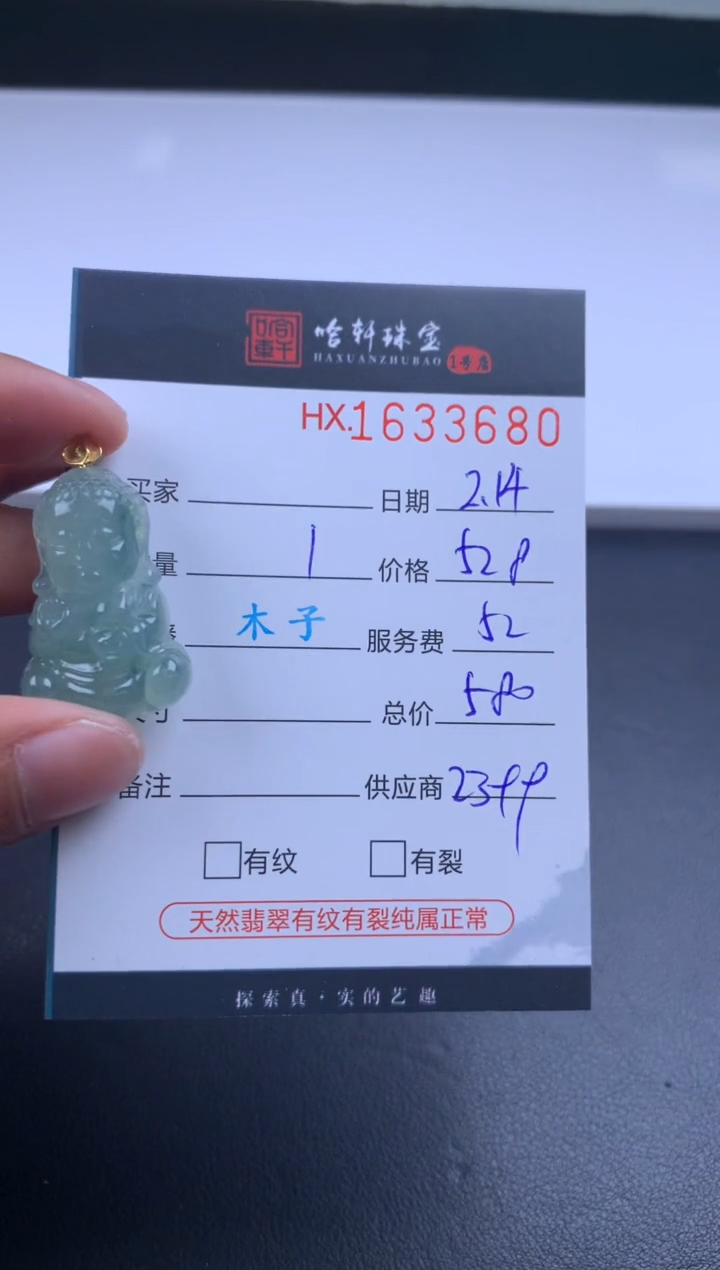 哈轩珠宝
HAXUANZHUBAO 1号店
HX.1633680
买家 日期 2.14
量 1 价格 528
木子 服务费 52
寸 总价 580
备注 供应商 2399
有纹 有裂
天然翡翠有纹有裂纯属正常
探索真·实的艺趣